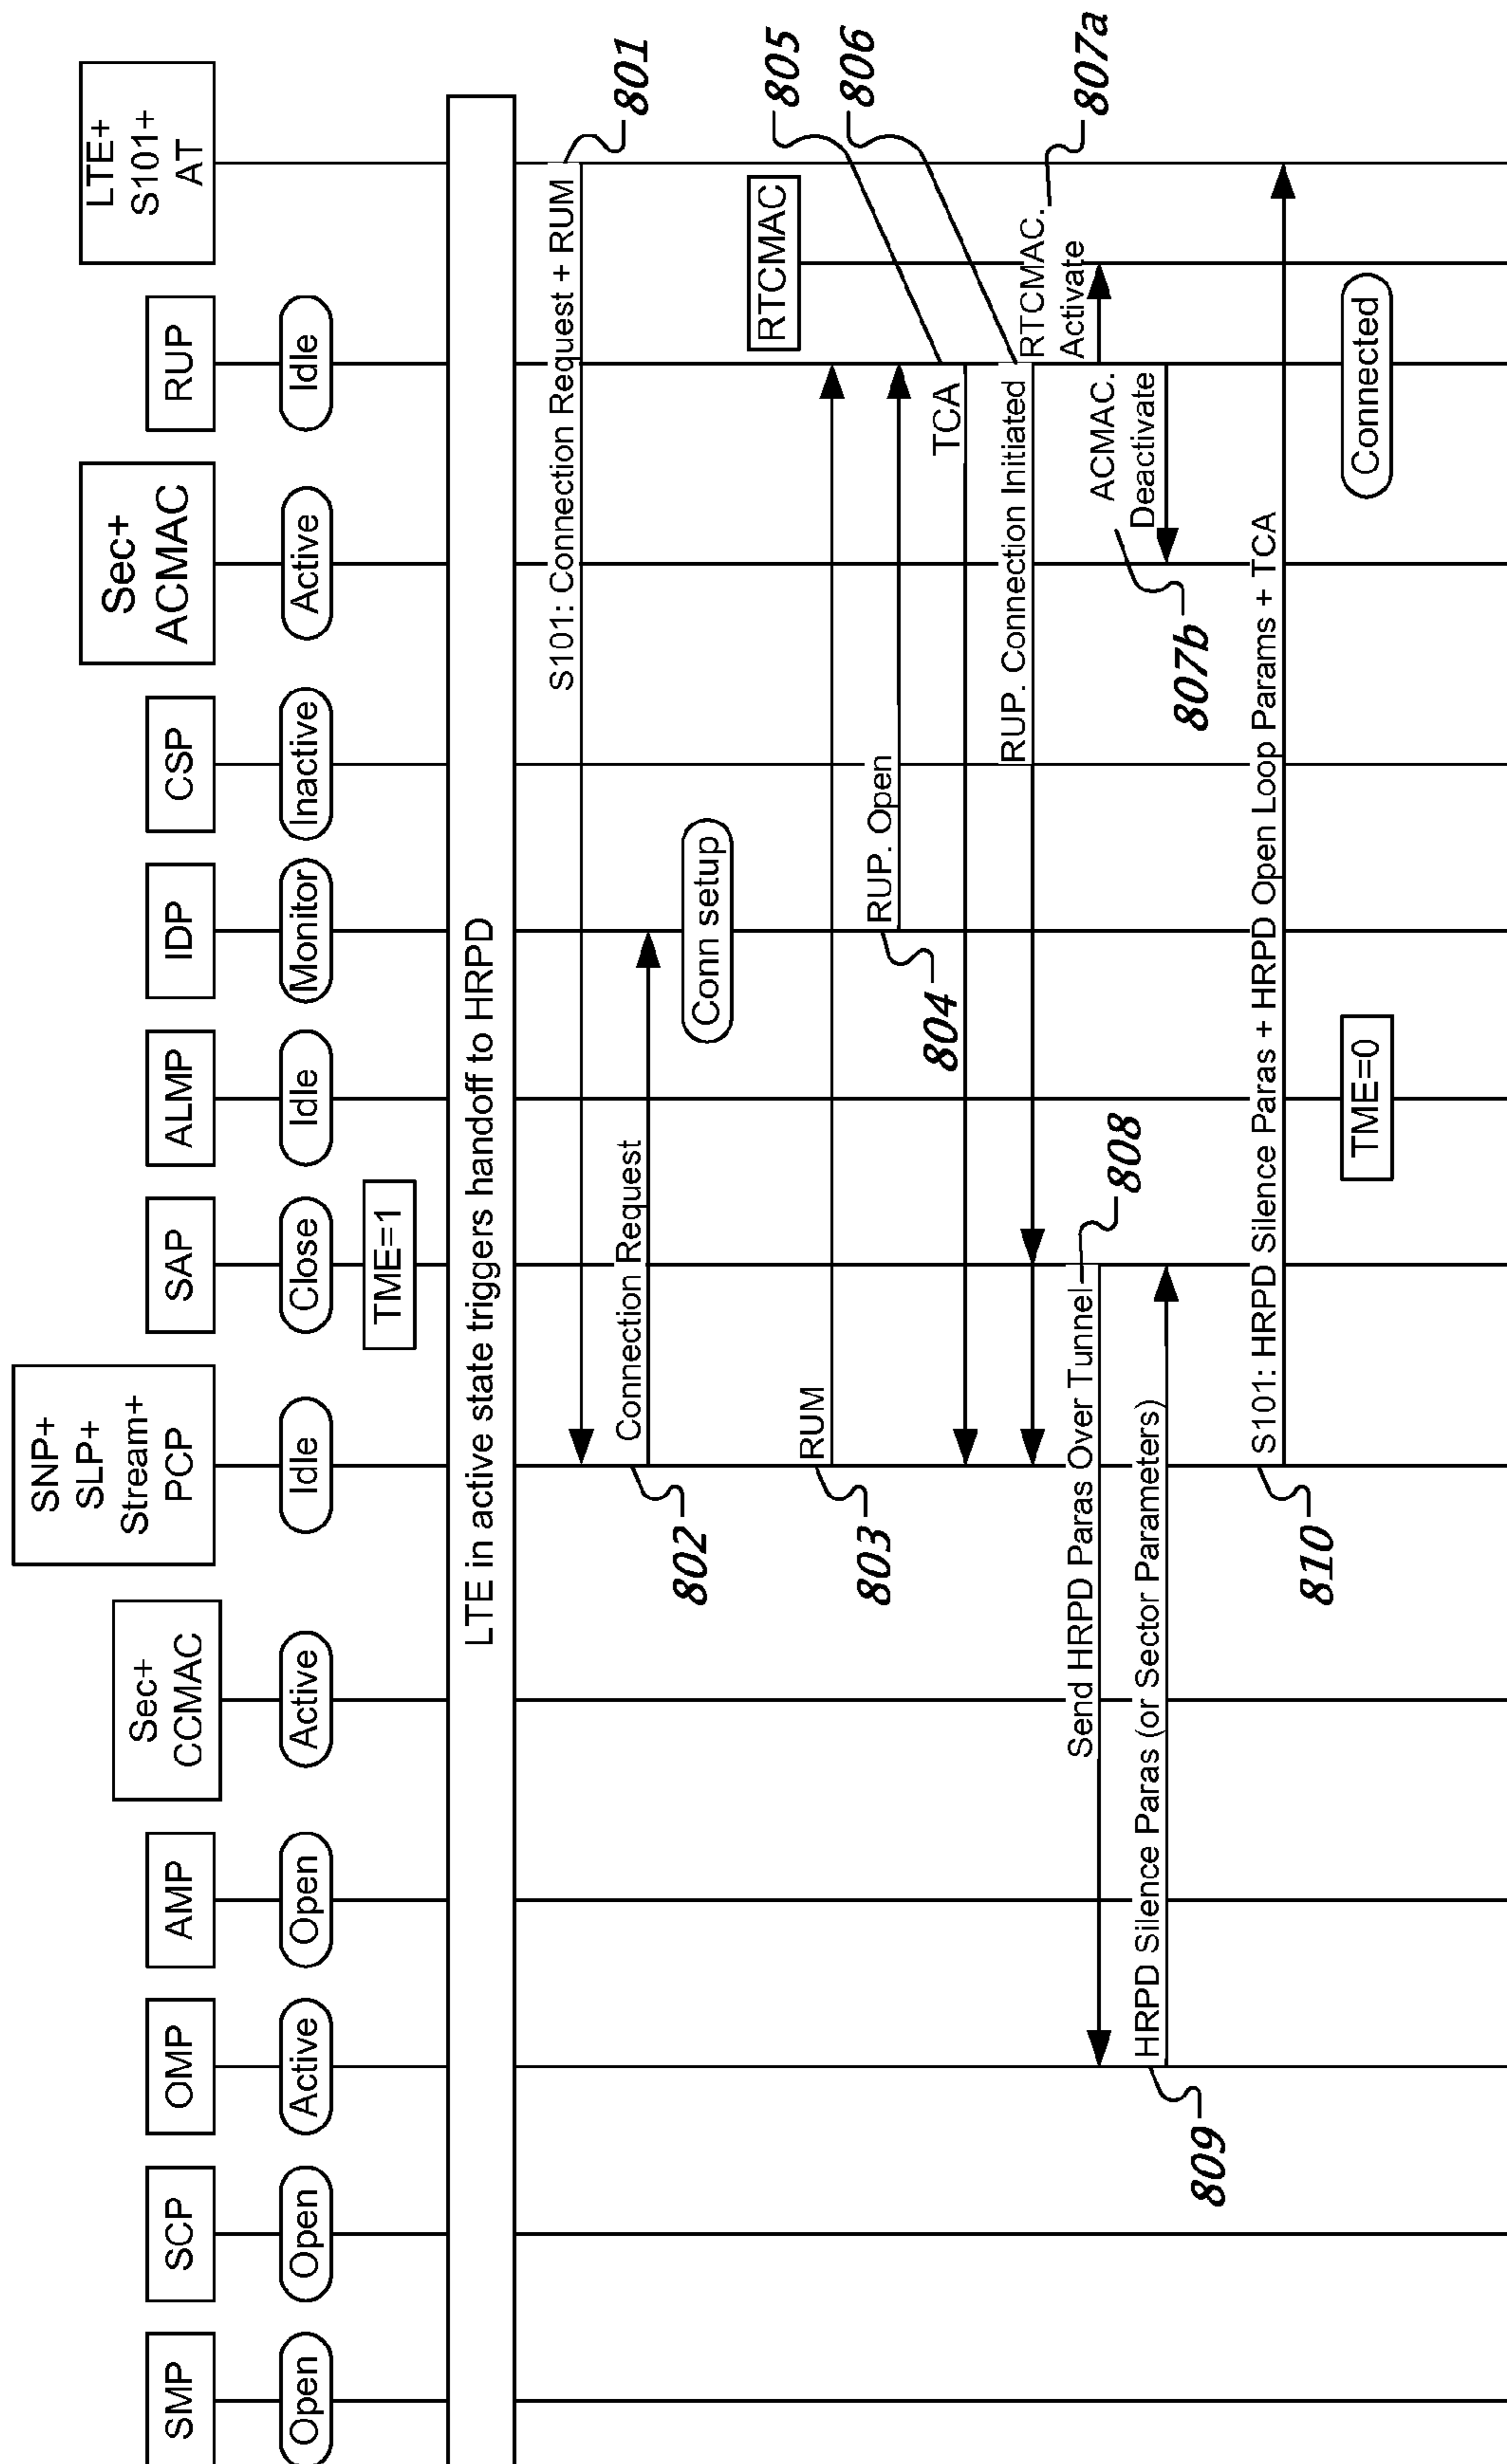 SMP
SCP
OMP
AMP
Sec+
CCMAC
SNP+
SLP+
Stream+
PCP
SAP
ALMP
IDP
CSP
Sec+
ACMAC
RUP
LTE+
S101+
AT
Open
Open
Active
Open
Active
Idle
Close
Idle
Monitor
Inactive
Active
Idle
TME=1
LTE in active state triggers handoff to HRPD
S101: Connection Request + RUM
801
Connection Request
802
Conn setup
RTCMAC
805
RUM
803
806
RUP. Open
804
TCA
RUP. Connection Initiated
RTCMAC.
Activate
807a
Send HRPD Paras Over Tunnel
808
ACMAC.
Deactivate
807b
HRPD Silence Paras (or Sector Parameters)
809
S101: HRPD Silence Paras + HRPD Open Loop Params + TCA
810
TME=0
Connected